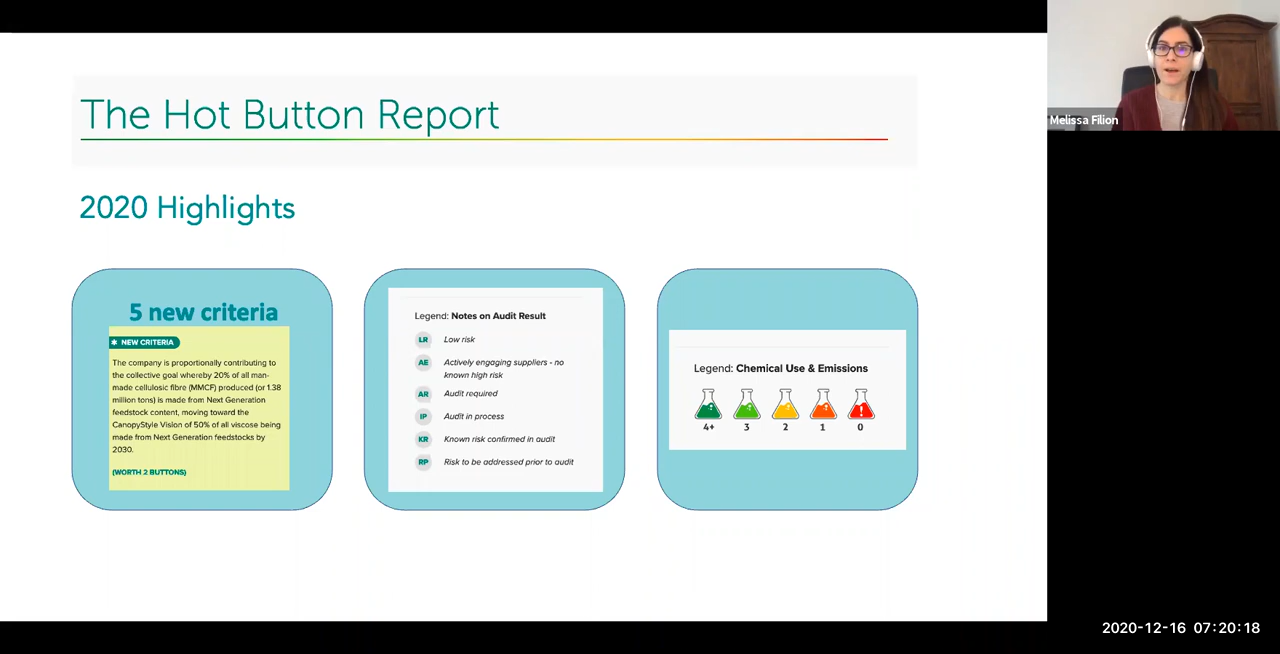 The Hot Button Report
2020 Highlights
5 new criteria
✱ NEW CRITERIA
The company is proportionally contributing to
the collective goal whereby 20% of all man-
made cellulosic fibre (MMCF) produced (or 1.38
million tons) is made from Next Generation
feedstock content, moving toward the
CanopyStyle Vision of 50% of all viscose being
made from Next Generation feedstocks by
2030.
(WORTH 2 BUTTONS)
Legend: Notes on Audit Result
LR Low risk
AE Actively engaging suppliers - no
known high risk
AR Audit required
IP Audit in process
KR Known risk confirmed in audit
RP Risk to be addressed prior to audit
Legend: Chemical Use & Emissions
4+ 3 2 1 0
Melissa Filion
2020-12-16 07:20:18